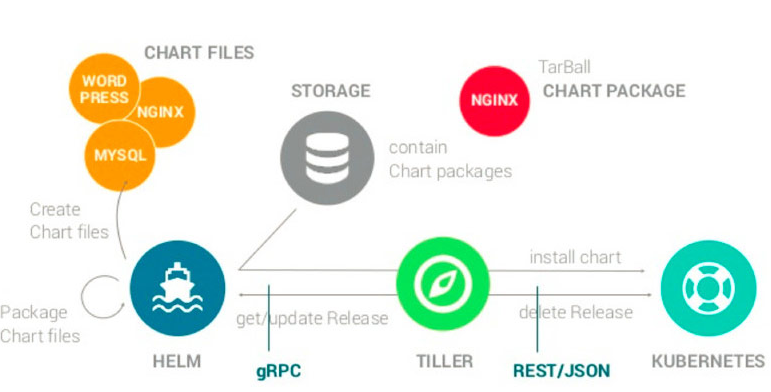 CHART FILES
WORD
PRESS
NGINX
MYSQL
STORAGE
contain
Chart packages
NGINX
TarBall
CHART PACKAGE
Create
Chart files
Package
Chart files
install chart
get/update Release
delete Release
HELM
gRPC
TILLER
REST/JSON
KUBERNETES